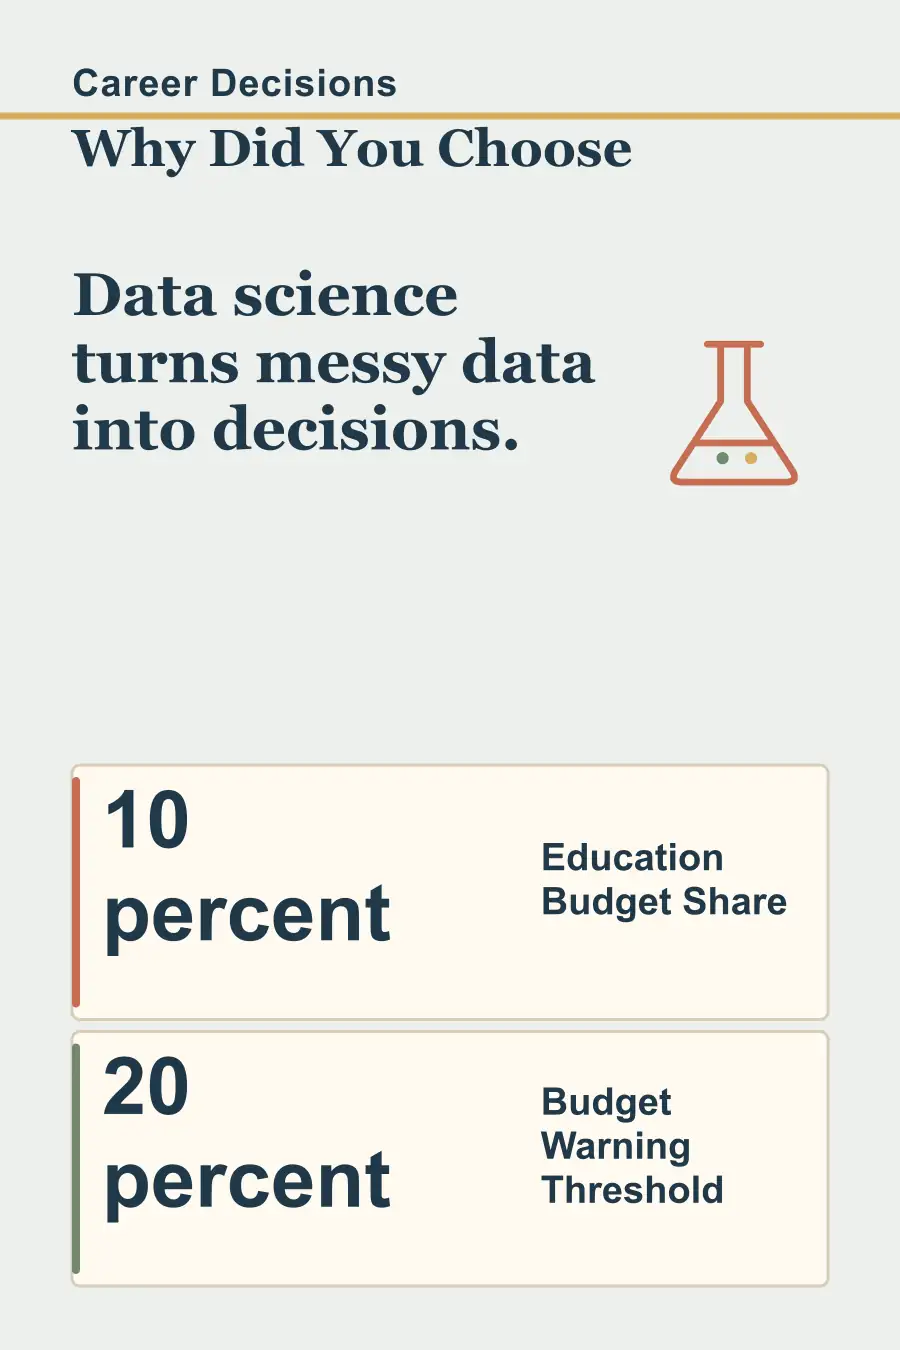 Career Decisions
Why Did You Choose
Data science
turns messy data
into decisions.
10
percent
Education
Budget Share
20
percent
Budget
Warning
Threshold